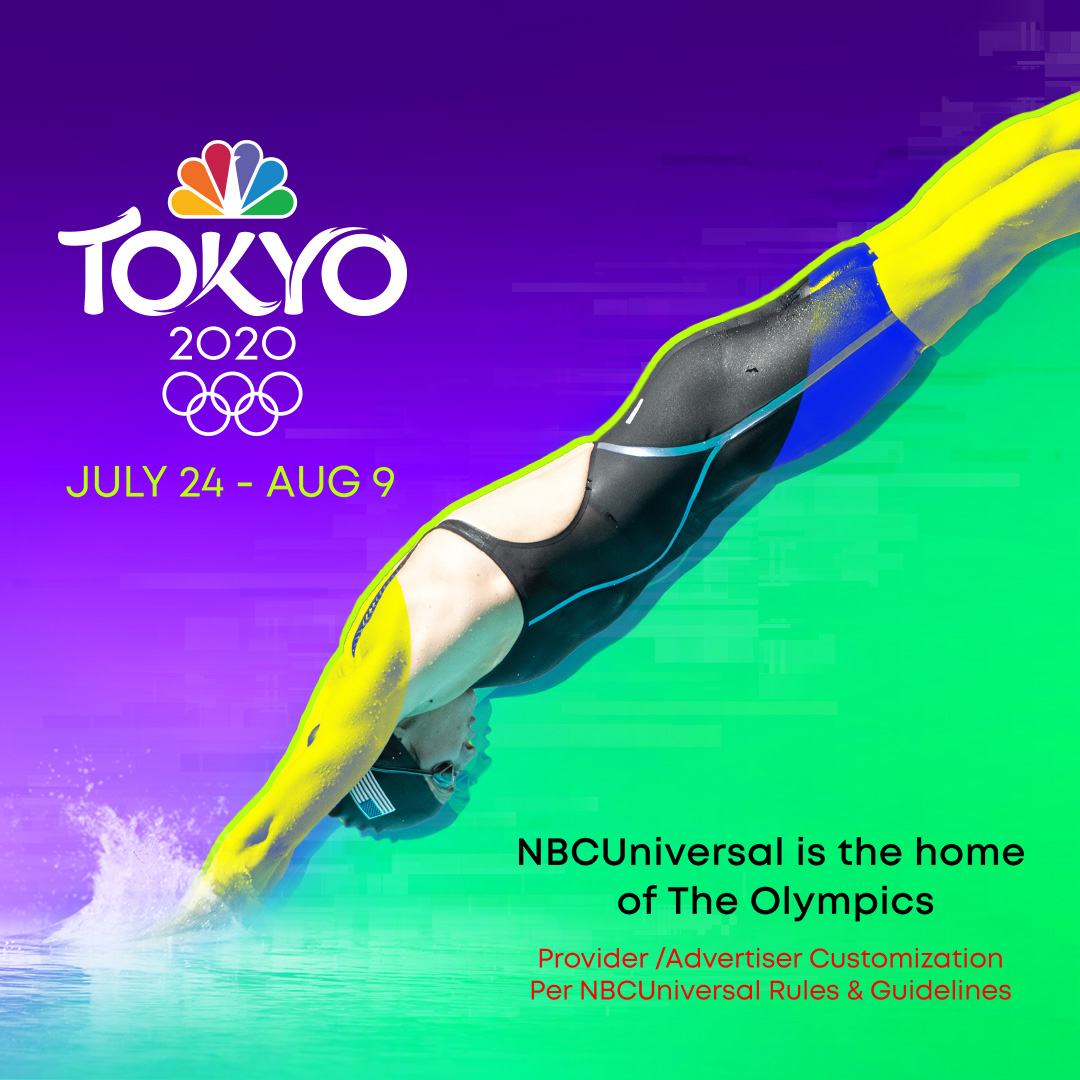 TOKYO
2020
JULY 24 - AUG 9
NBCUniversal is the home
of The Olympics
Provider /Advertiser Customization
Per NBCUniversal Rules & Guidelines